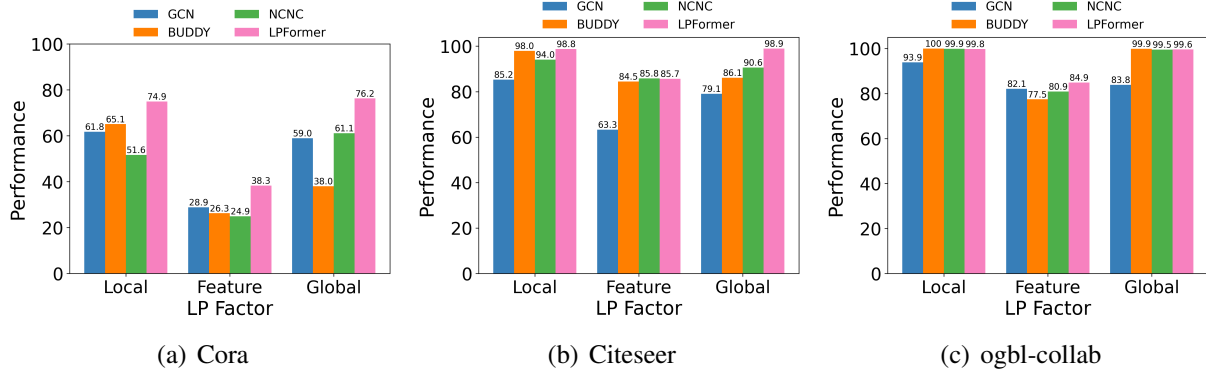 GCN NCNC
BUDDY LPFormer
100
80
60
40
20
0
Performance
61.8 65.1 51.6 74.9
28.9 26.3 24.9 38.3
59.0 38.0 61.1 76.2
Local Feature Global
LP Factor
(a) Cora
GCN NCNC
BUDDY LPFormer
100
80
60
40
20
0
Performance
85.2 98.0 94.0 98.8
63.3 84.5 85.8 85.7
79.1 86.1 90.6 98.9
Local Feature Global
LP Factor
(b) Citeseer
GCN NCNC
BUDDY LPFormer
100
80
60
40
20
0
Performance
93.9 100 99.9 99.8
82.1 77.5 80.9 84.9
83.8 99.9 99.5 99.6
Local Feature Global
LP Factor
(c) ogbl-collab